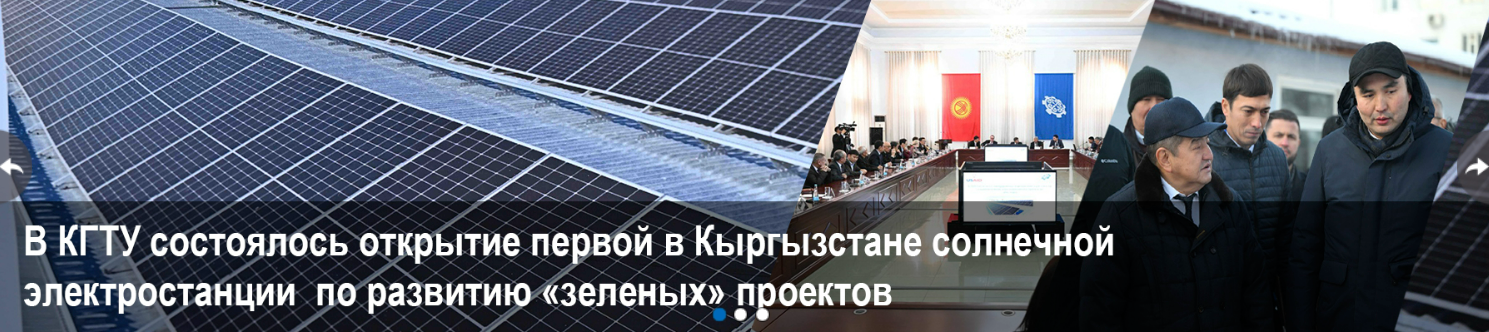 В КГТУ состоялось открытие первой в Кыргызстане солнечной
электростанции по развитию «зеленых» проектов